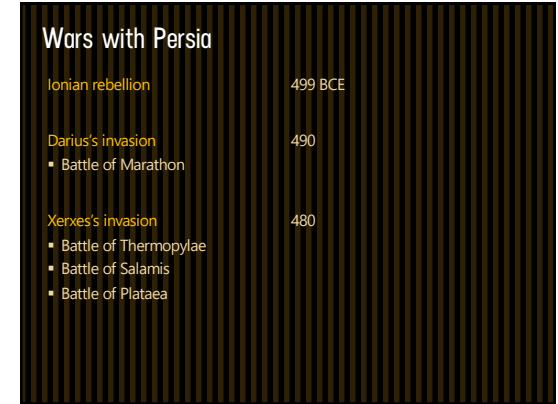 Wars with Persia
Ionian rebellion 499 BCE
Darius's invasion 490
▪ Battle of Marathon
Xerxes's invasion 480
▪ Battle of Thermopylae
▪ Battle of Salamis
▪ Battle of Plataea